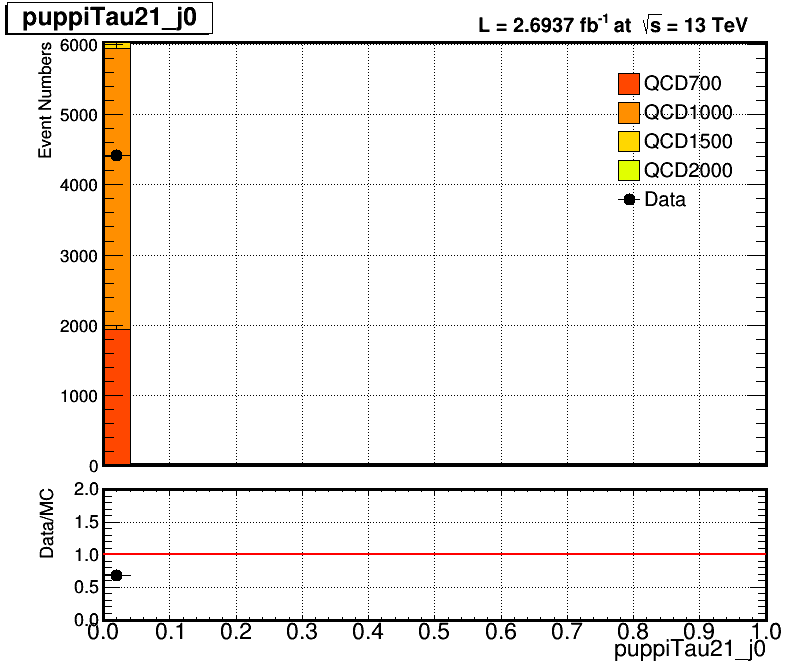 puppiTau21_j0
L = 2.6937 fb-1 at √s = 13 TeV
Event Numbers
6000
5000
4000
3000
2000
1000
0
QCD700
QCD1000
QCD1500
QCD2000
Data
Data/MC
2.0
1.5
1.0
0.5
0.0
0.0 0.1 0.2 0.3 0.4 0.5 0.6 0.7 0.8 0.9 1.0
puppiTau21_j0